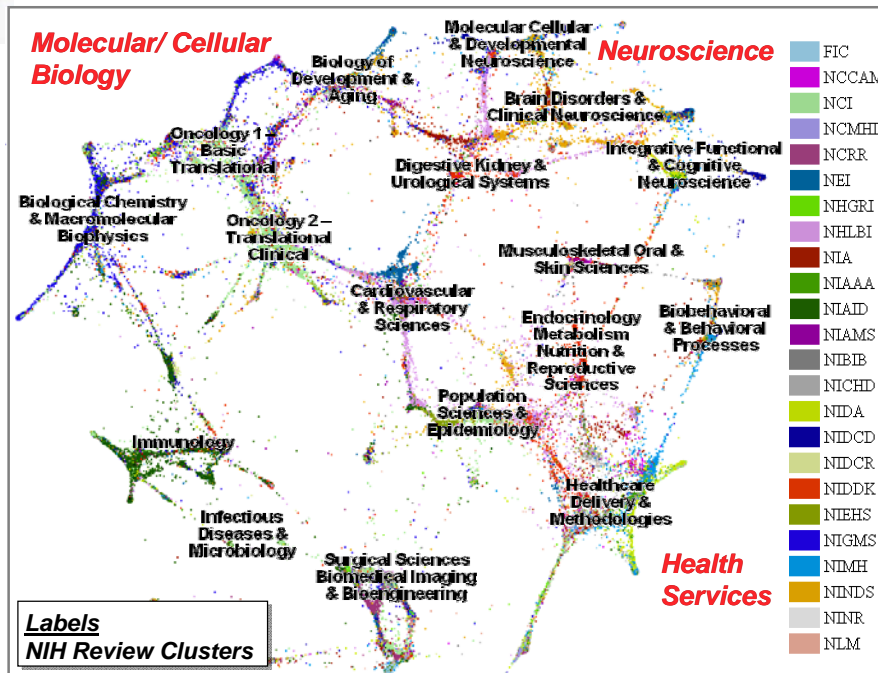 Molecular/ Cellular
Biology
Molecular Cellular
& Developmental
Neuroscience
Neuroscience
Biology of
Development &
Aging
Brain Disorders &
Clinical Neuroscience
Oncology 1 –
Basic
Translational
Digestive Kidney &
Urological Systems
Integrative Functional
& Cognitive
Neuroscience
Biological Chemistry
& Macromolecular
Biophysics
Oncology 2 –
Translational
Clinical
Musculoskeletal Oral &
Skin Sciences
Cardiovascular
& Respiratory
Sciences
Endocrinology
Metabolism
Nutrition &
Reproductive
Sciences
Biobehavioral
& Behavioral
Processes
Population
Sciences &
Epidemiology
Immunology
Healthcare
Delivery &
Methodologies
Infectious
Diseases &
Microbiology
Surgical Sciences
Biomedical Imaging
& Bioengineering
Health
Services
Labels
NIH Review Clusters
FIC
NCCAM
NCI
NCMHD
NCRR
NEI
NHGRI
NHLBI
NIA
NIAAA
NIAID
NIAMS
NIBIB
NICHD
NIDA
NIDCD
NIDCR
NIDDK
NIEHS
NIGMS
NIMH
NINDS
NINR
NLM